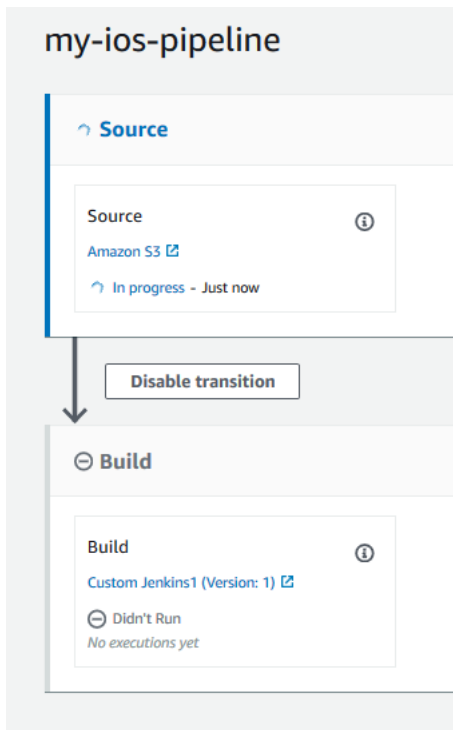 my-ios-pipeline
Source
Source
Amazon S3
In progress - Just now
Disable transition
Build
Build
Custom Jenkins1 (Version: 1)
Didn't Run
No executions yet